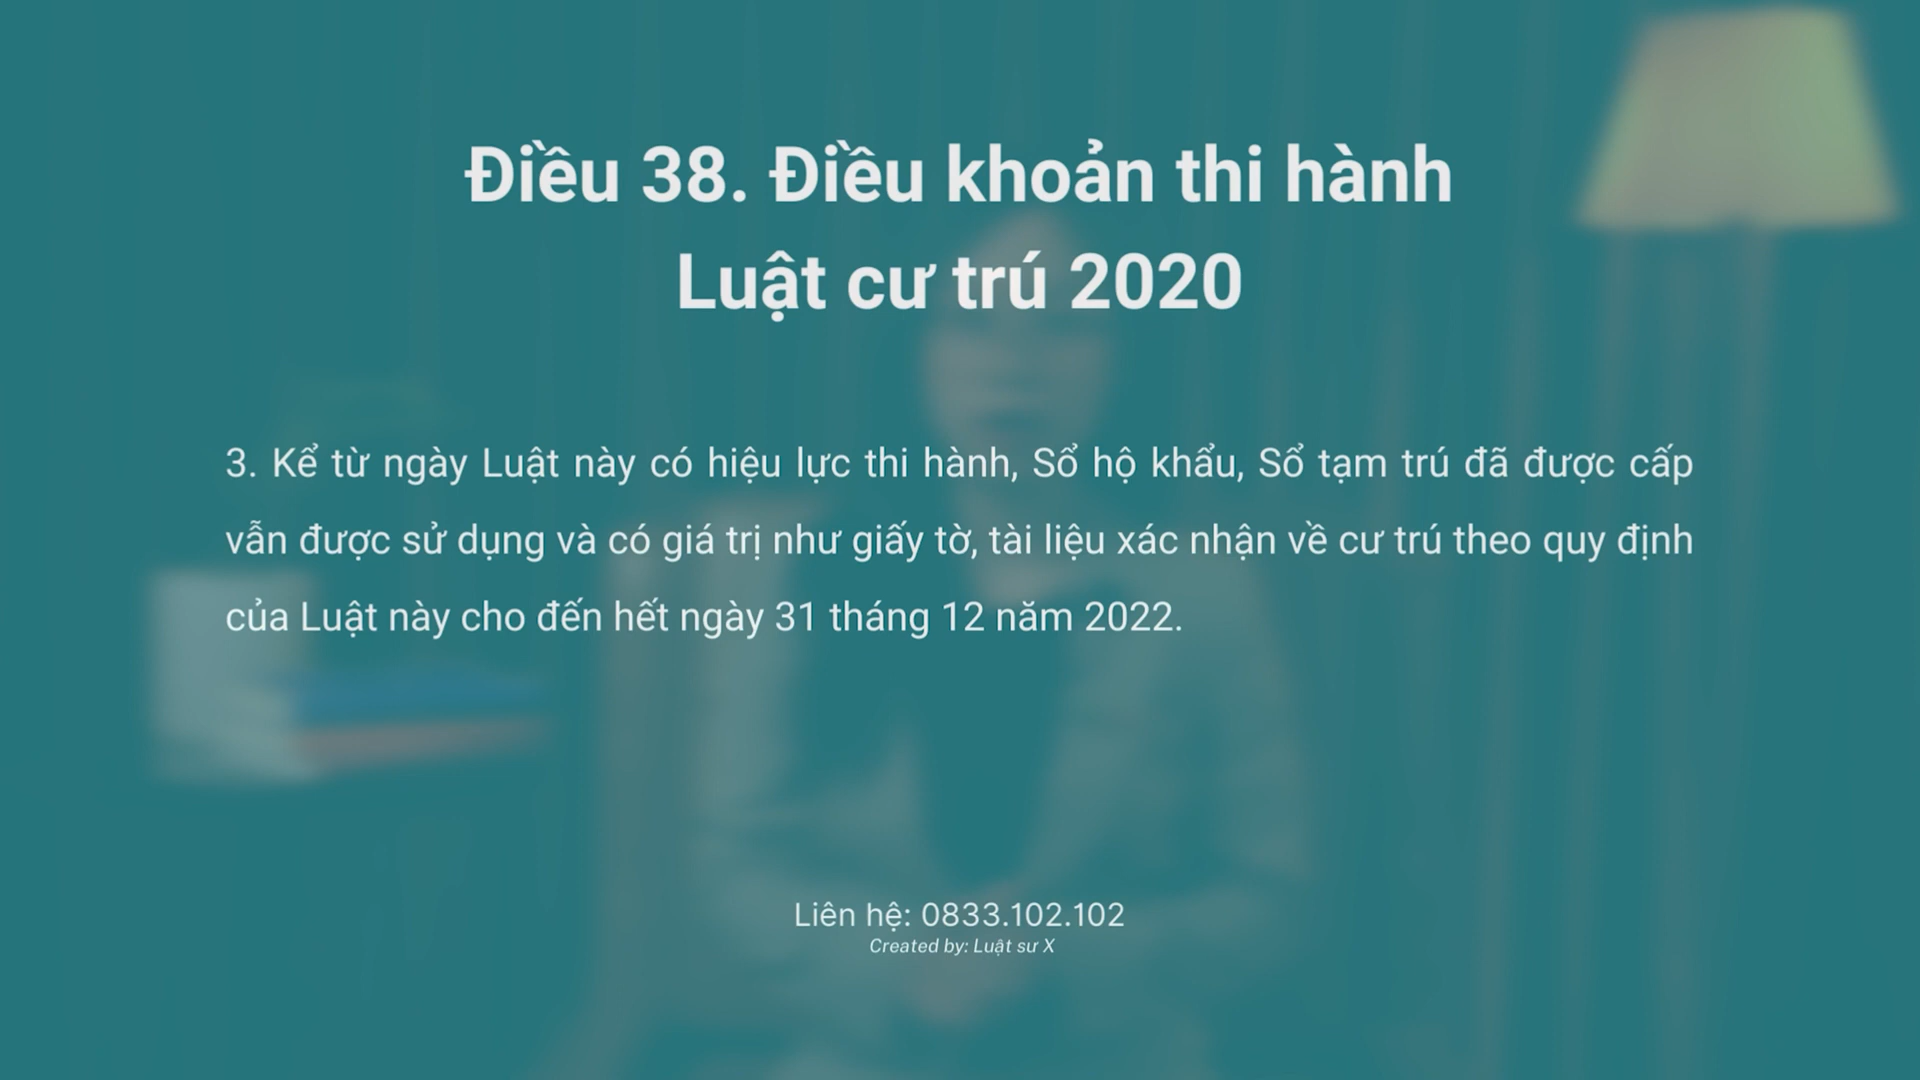 Điều 38. Điều khoản thi hành
Luật cư trú 2020
3. Kể từ ngày Luật này có hiệu lực thi hành, Sổ hộ khẩu, Sổ tạm trú đã được cấp
vẫn được sử dụng và có giá trị như giấy tờ, tài liệu xác nhận về cư trú theo quy định
của Luật này cho đến hết ngày 31 tháng 12 năm 2022.
Liên hệ: 0833.102.102
Created by: Luật sư X